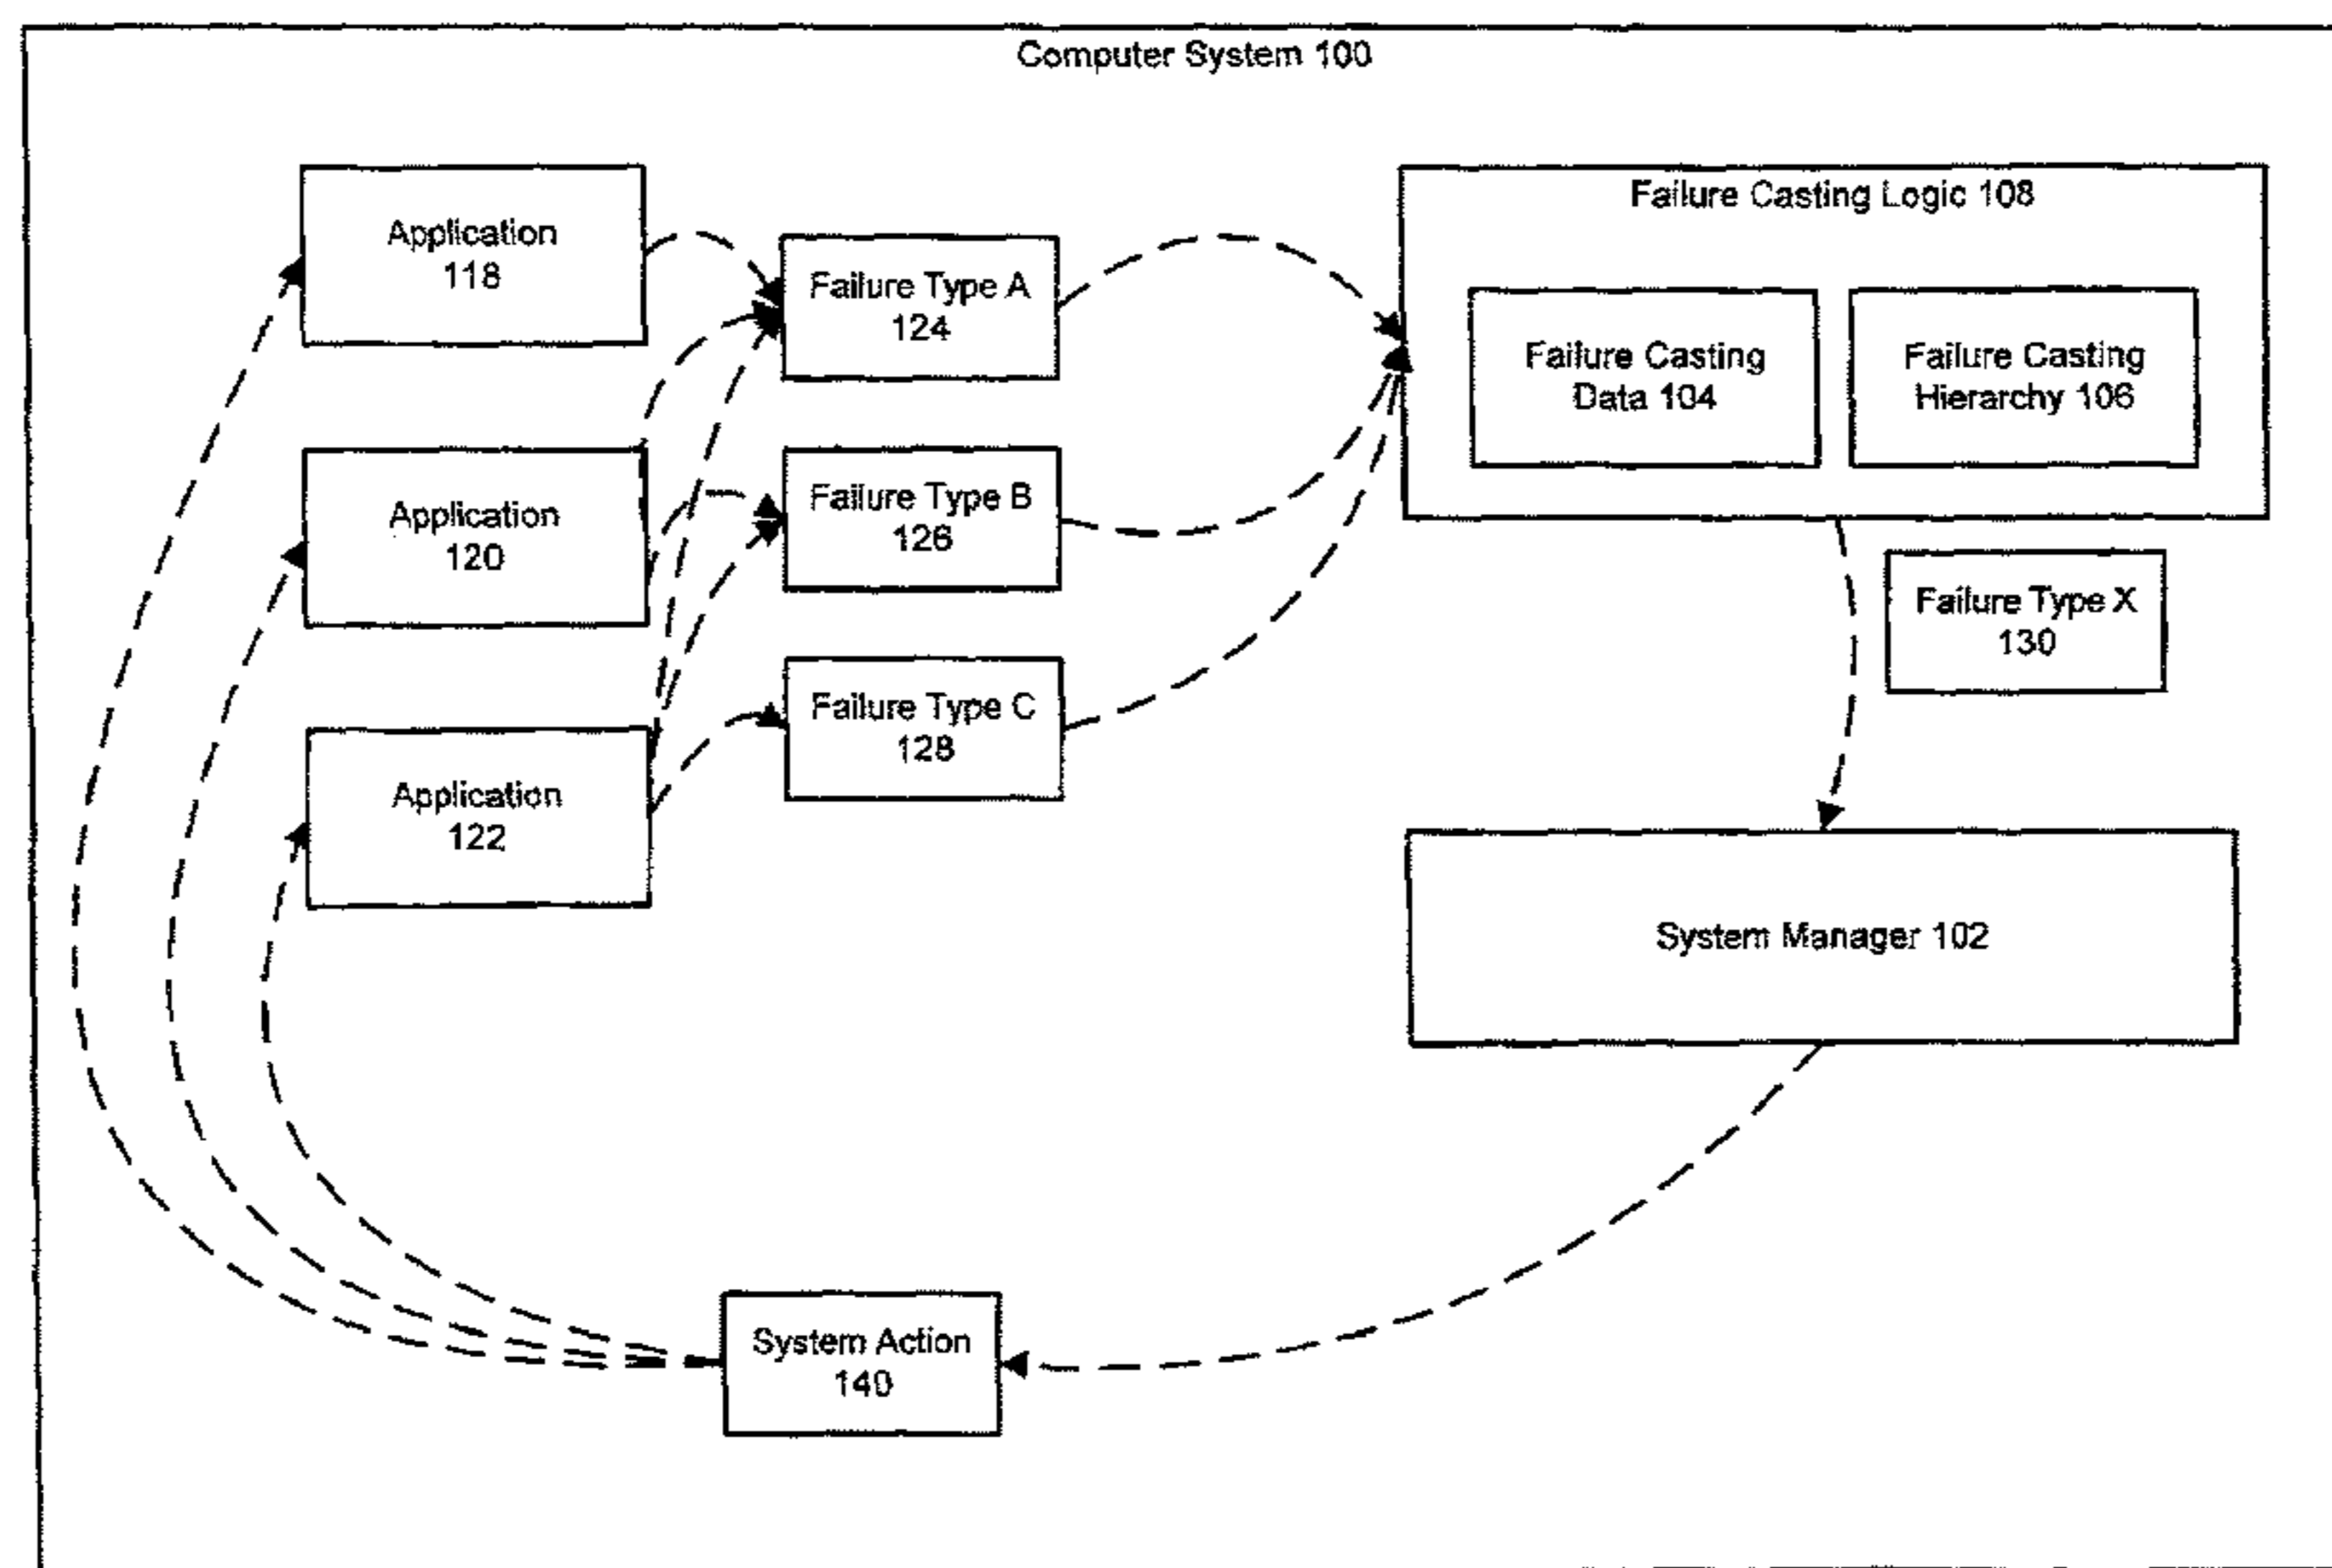 Computer System 100
Application
118
Failure Type A
124
Failure Casting Logic 108
Failure Casting
Data 104
Failure Casting
Hierarchy 106
Application
120
Failure Type B
126
Failure Type X
130
Application
122
Failure Type C
128
System Manager 102
System Action
140